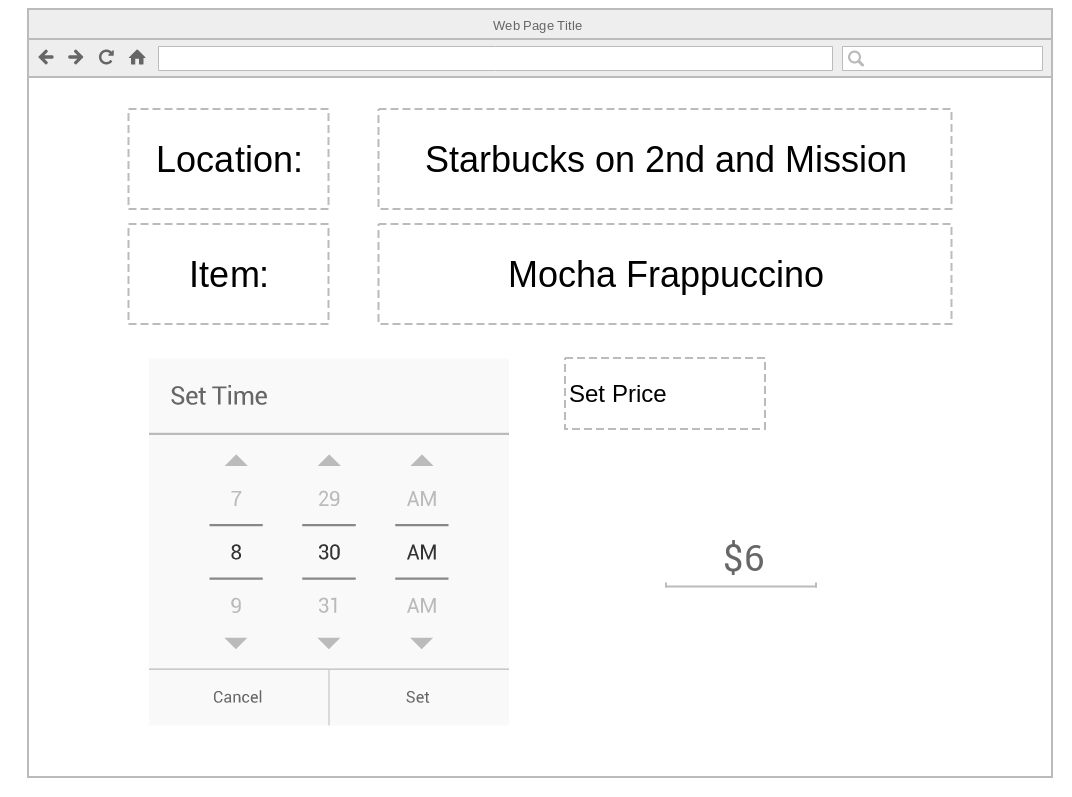 Web Page Title
Location:
Starbucks on 2nd and Mission
Item:
Mocha Frappuccino
Set Time
7 29 AM
8 30 AM
9 31 AM
Cancel Set
Set Price
$6